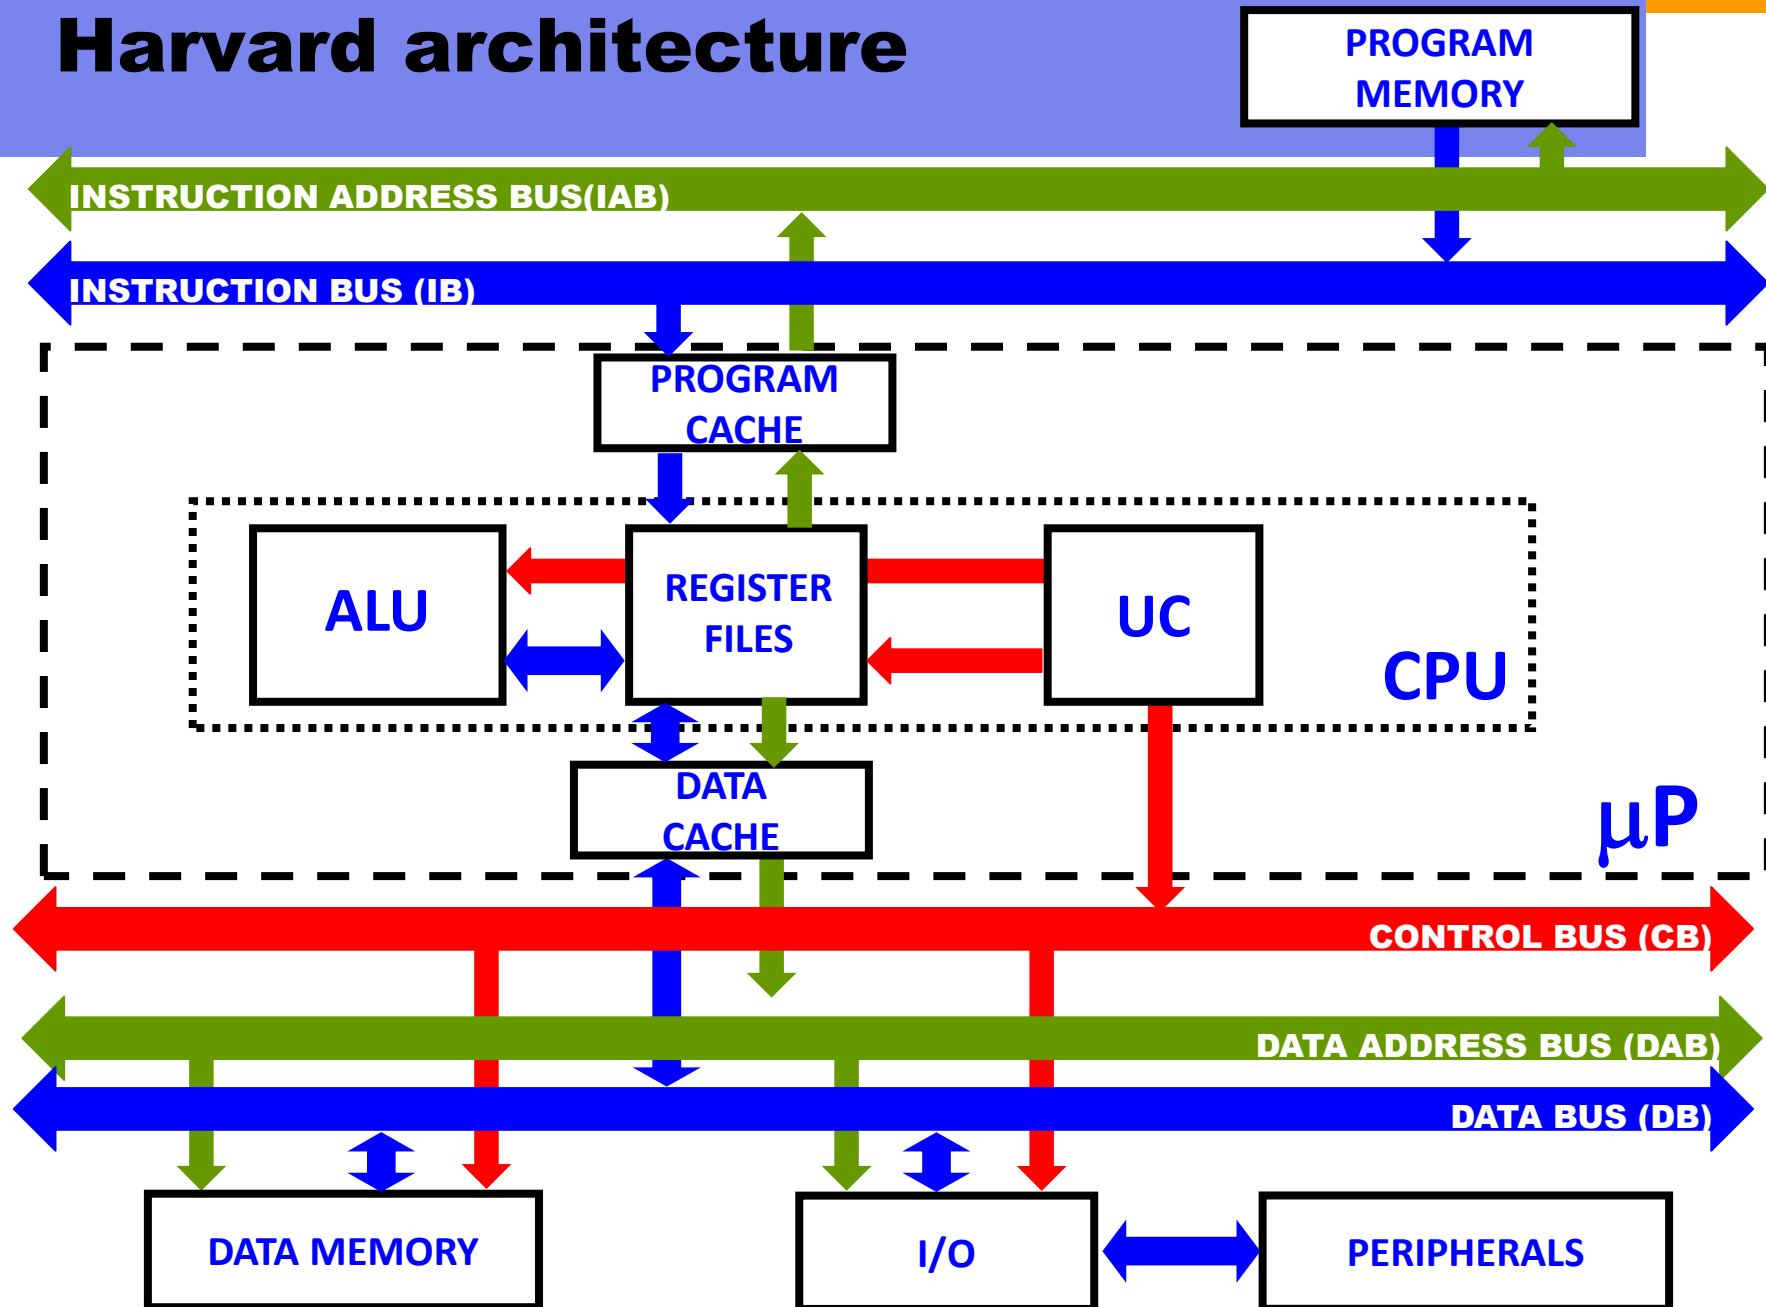 Harvard architecture
PROGRAM
MEMORY
INSTRUCTION ADDRESS BUS(IAB)
INSTRUCTION BUS (IB)
PROGRAM
CACHE
ALU
REGISTER
FILES
UC
CPU
DATA
CACHE
μP
CONTROL BUS (CB)
DATA ADDRESS BUS (DAB)
DATA BUS (DB)
DATA MEMORY
I/O
PERIPHERALS